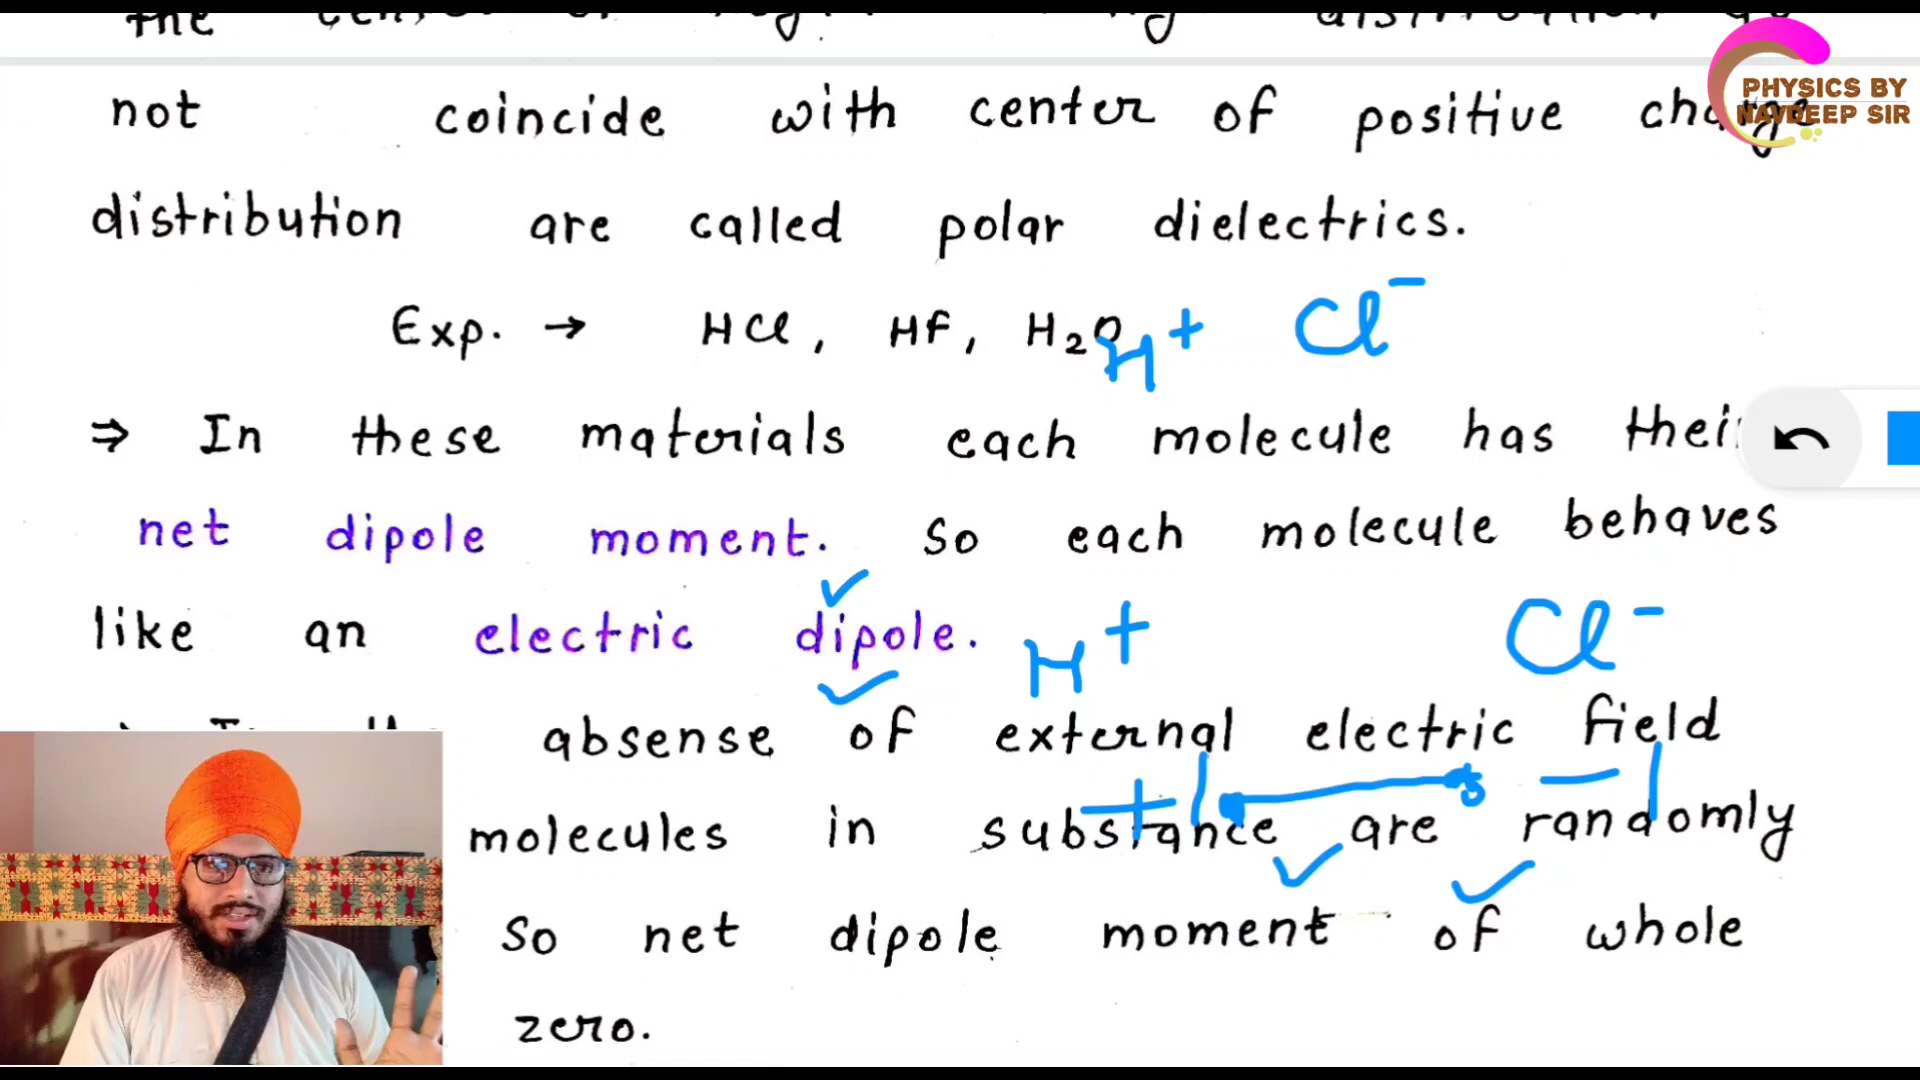 the center of
not coincide with center of positive charge
distribution are called polar dielectrics.
Exp. → HCl, HF, H₂O H+ Cl⁻
⇒ In these materials each molecule has their
net dipole moment. So each molecule behaves
like an electric dipole. H+ Cl⁻
absense of external electric field
molecules in substance are randomly
So net dipole moment of whole
zero.
PHYSICS BY
NAVDEEP SIR